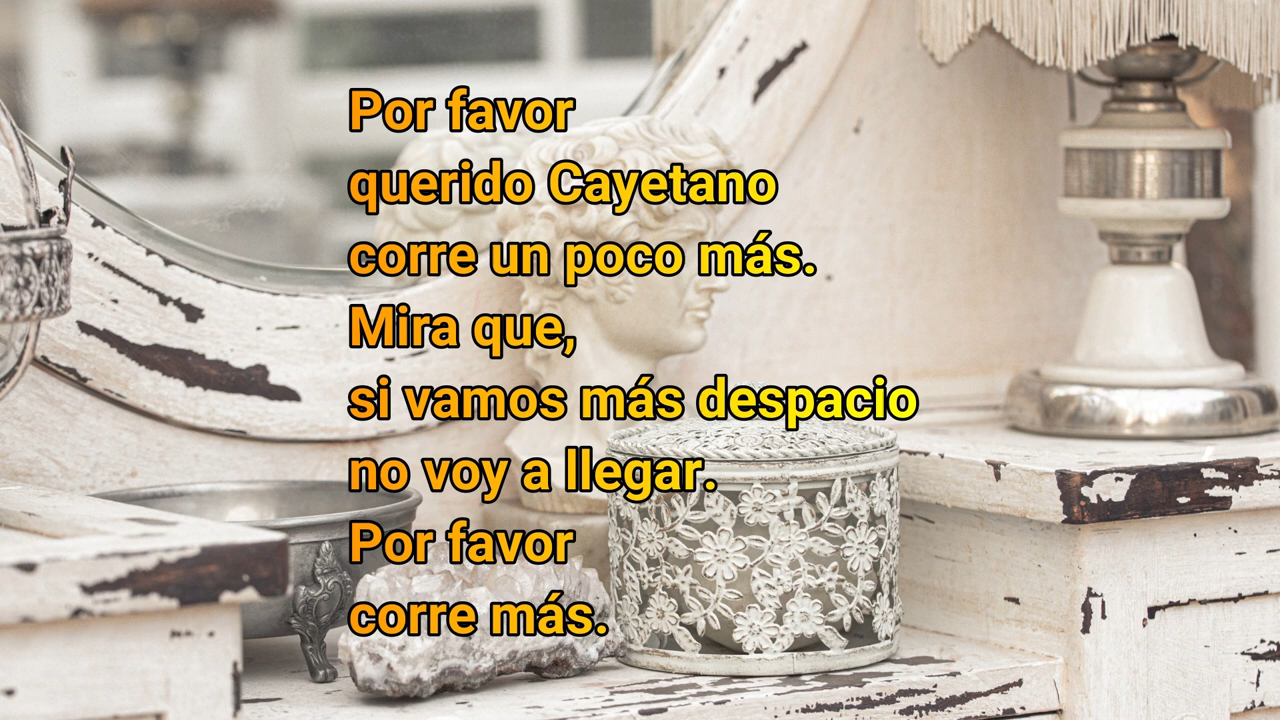 Por favor
querido Cayetano
corre un poco más.
Mira que,
si vamos más despacio
no voy a llegar.
Por favor
corre más.